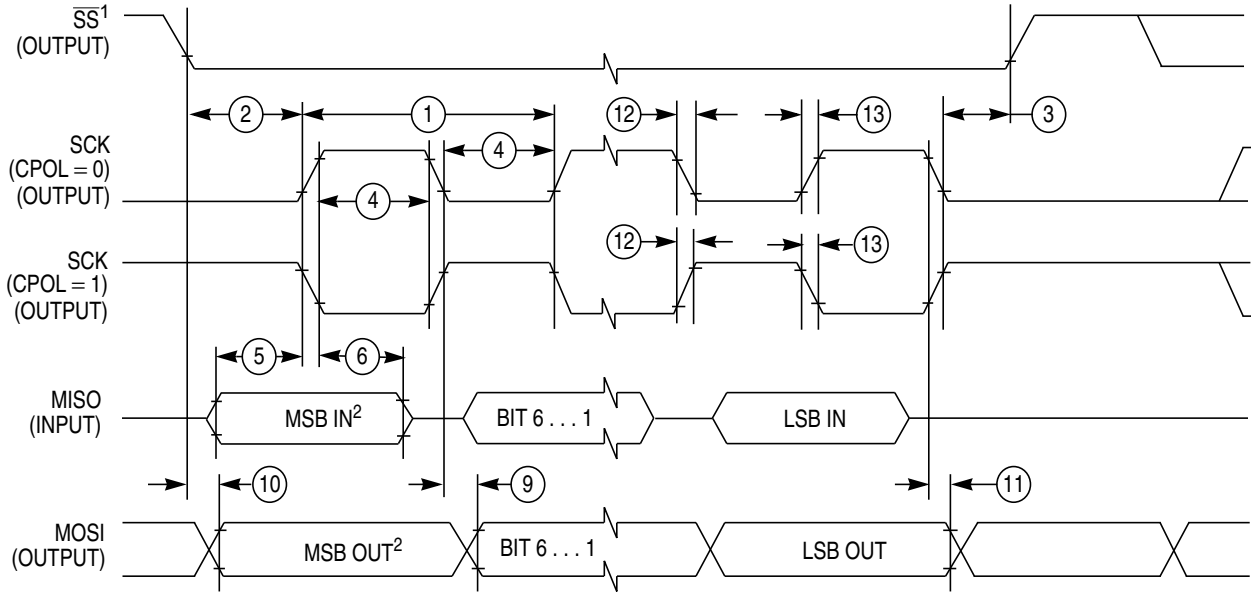 SS¹
(OUTPUT)
2
1
12
13
3
SCK
(CPOL = 0)
(OUTPUT)
4
4
12
13
SCK
(CPOL = 1)
(OUTPUT)
5
6
MISO
(INPUT)
MSB IN²
BIT 6 . . . 1
LSB IN
10
9
11
MOSI
(OUTPUT)
MSB OUT²
BIT 6 . . . 1
LSB OUT